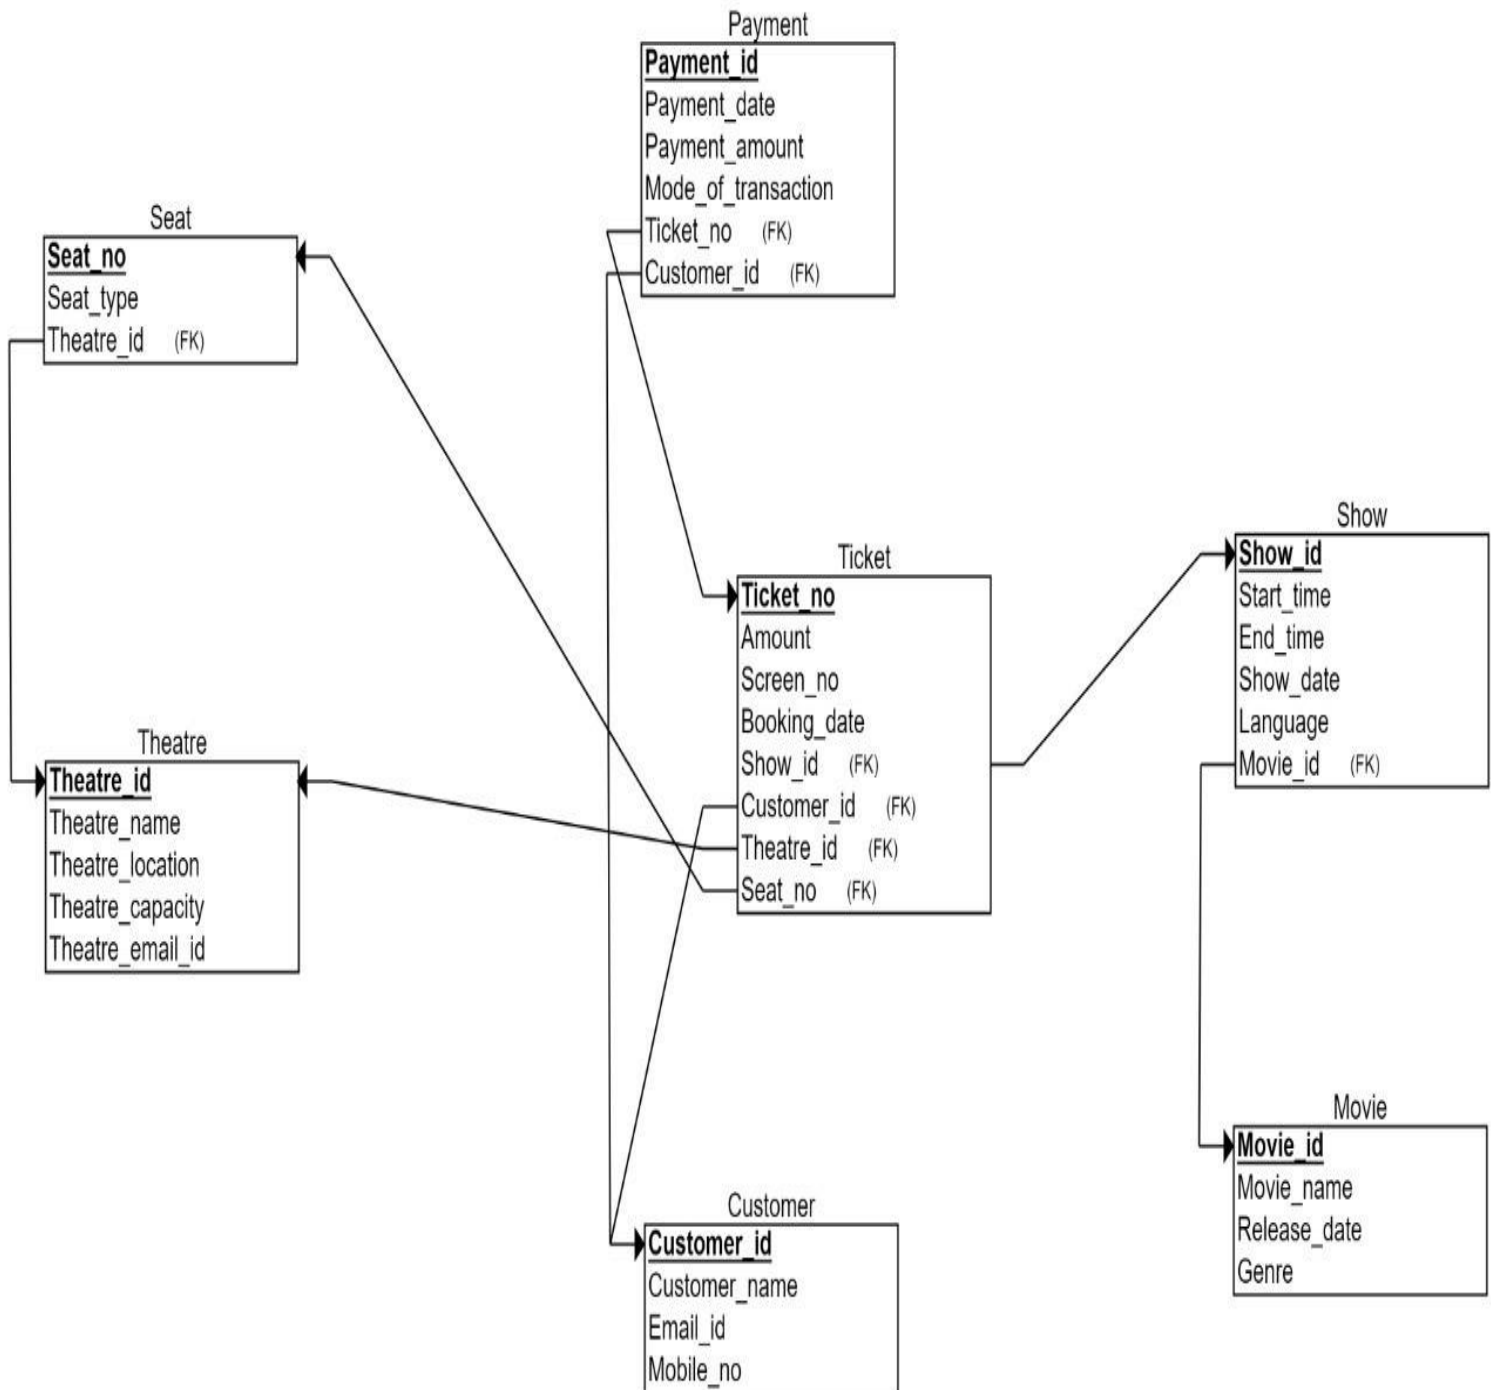 Payment
Payment_id
Payment_date
Payment_amount
Mode_of_transaction
Ticket_no (FK)
Customer_id (FK)
Seat
Seat_no
Seat_type
Theatre_id (FK)
Ticket
Ticket_no
Amount
Screen_no
Booking_date
Show_id (FK)
Customer_id (FK)
Theatre_id (FK)
Seat_no (FK)
Show
Show_id
Start_time
End_time
Show_date
Language
Movie_id (FK)
Theatre
Theatre_id
Theatre_name
Theatre_location
Theatre_capacity
Theatre_email_id
Customer
Customer_id
Customer_name
Email_id
Mobile_no
Movie
Movie_id
Movie_name
Release_date
Genre